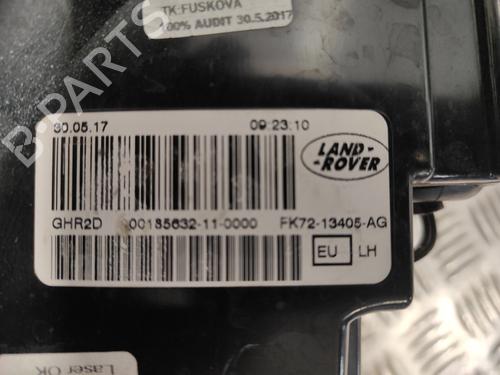 TK:FUSKOVA
100% AUDIT 30.5.2017
30.05.17 09:23:10
LAND-
-ROVER
GHR2D 00185632-11-0000 FK72-13405-AG
EU LH
Laser OK